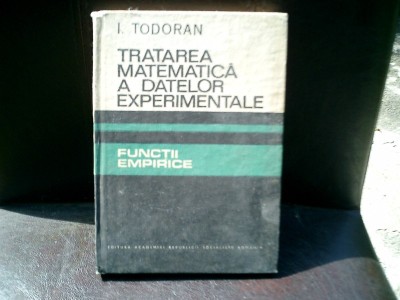 I. TODORAN
TRATAREA
MATEMATICĂ
A DATELOR
EXPERIMENTALE
FUNCȚII
EMPIRICE
EDITURA ACADEMIEI REPUBLICII SOCIALISTE ROMÂNIA